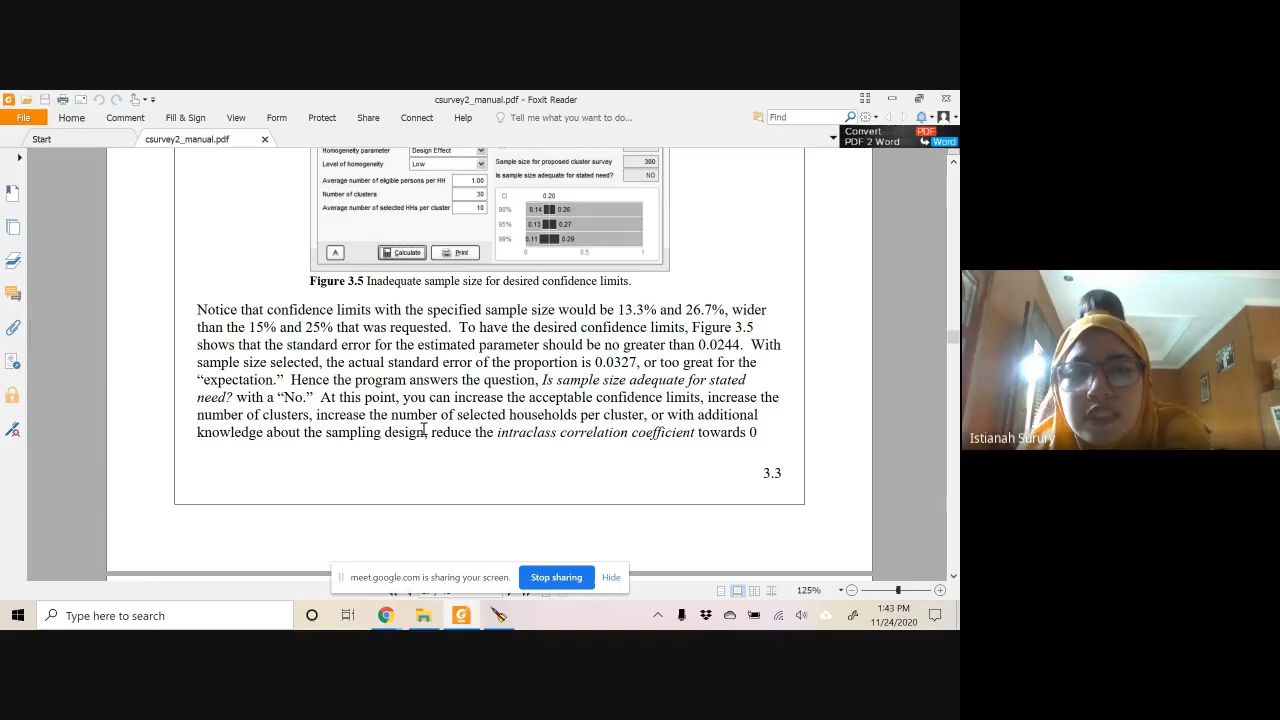 csurvey2_manual.pdf - Foxit Reader
File Home Comment Fill & Sign View Form Protect Share Connect Help Tell me what you want to do... Find
Start csurvey2_manual.pdf
Convert PDF
PDF 2 Word Word
Homogeneity parameter Design Effect
Level of homogeneity Low
Average number of eligible persons per HH 1.00
Number of clusters 30
Average number of selected HHs per cluster 10
Calculate Print
Sample size for proposed cluster survey 300
Is sample size adequate for stated need? NO
CI 0.20
90% 0.14 0.26
95% 0.13 0.27
99% 0.11 0.29
0 0.5 1
Figure 3.5 Inadequate sample size for desired confidence limits.
Notice that confidence limits with the specified sample size would be 13.3% and 26.7%, wider
than the 15% and 25% that was requested. To have the desired confidence limits, Figure 3.5
shows that the standard error for the estimated parameter should be no greater than 0.0244. With
sample size selected, the actual standard error of the proportion is 0.0327, or too great for the
“expectation.” Hence the program answers the question, Is sample size adequate for stated
need? with a “No.” At this point, you can increase the acceptable confidence limits, increase the
number of clusters, increase the number of selected households per cluster, or with additional
knowledge about the sampling design, reduce the intraclass correlation coefficient towards 0
3.3
Istianah Surury
meet.google.com is sharing your screen. Stop sharing Hide
125%
Type here to search
1:43 PM
11/24/2020